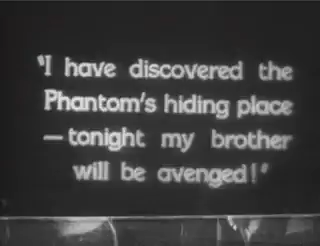 'I have discovered the
Phantom's hiding place
—tonight my brother
will be avenged!'